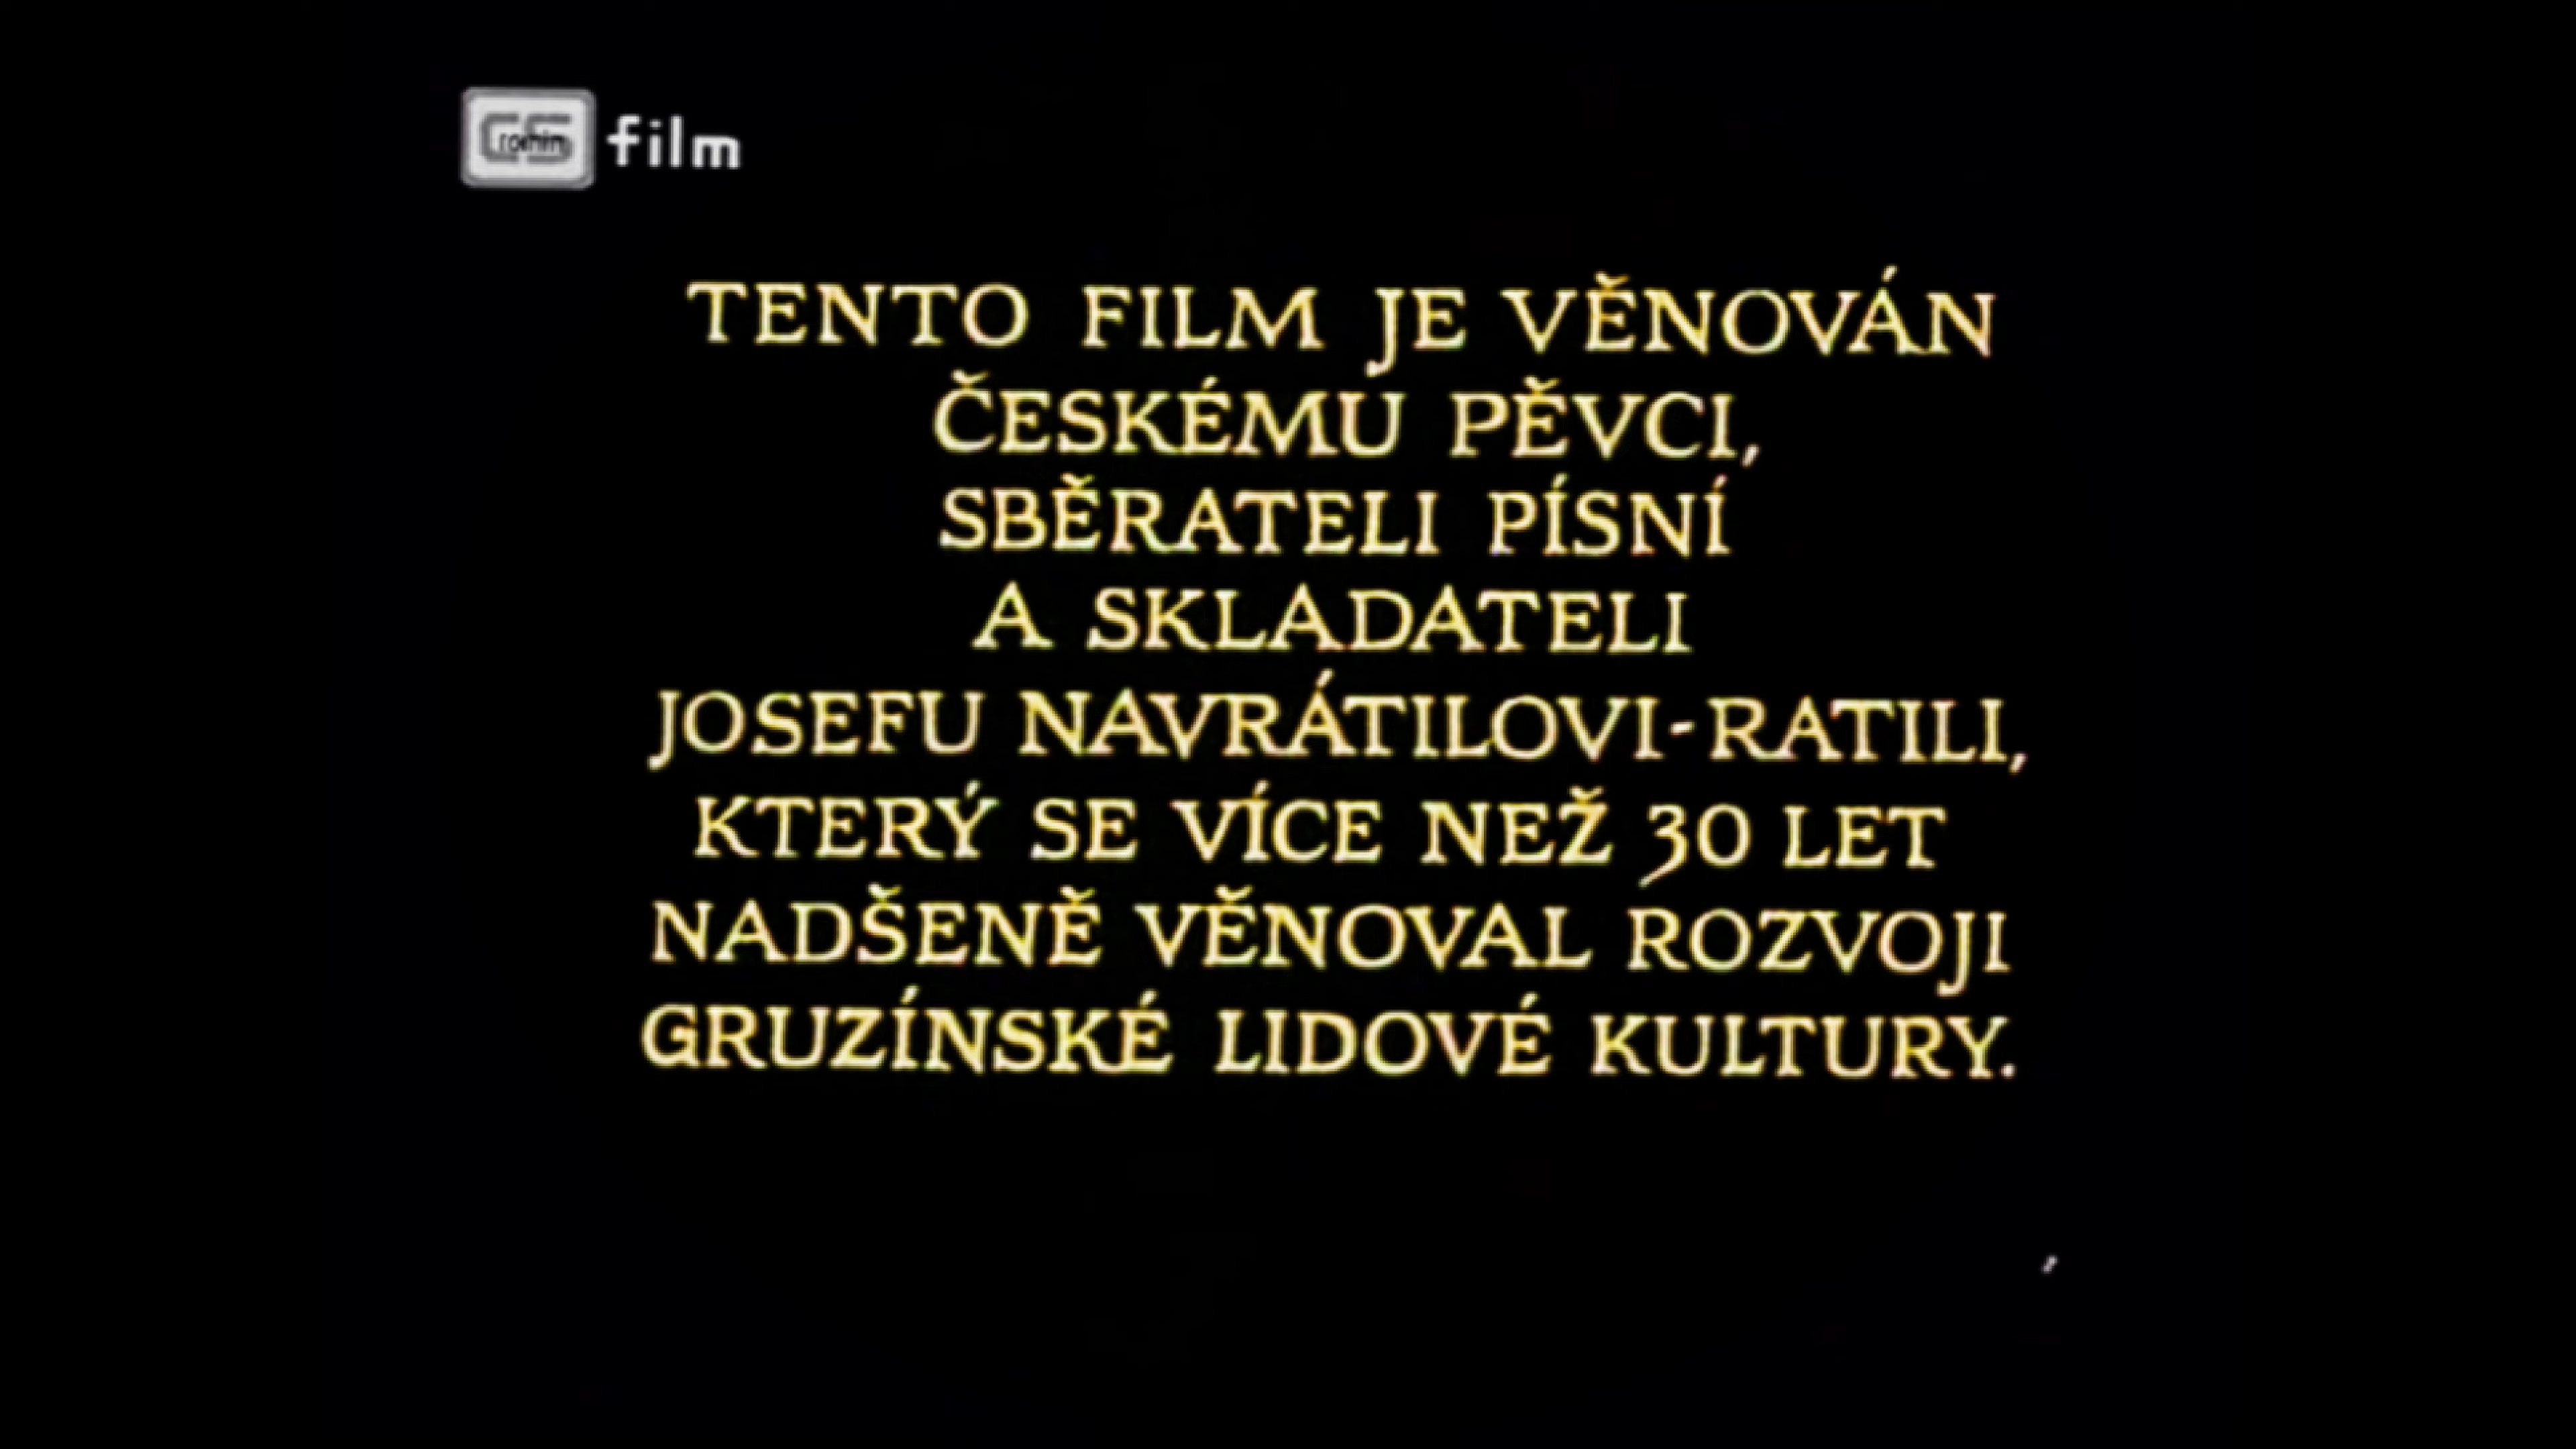 CS film
TENTO FILM JE VĚNOVÁN
ČESKÉMU PĚVCI,
SBĚRATELI PÍSNÍ
A SKLADATELI
JOSEFU NAVRÁTILOVI-RATILI,
KTERÝ SE VÍCE NEŽ 30 LET
NADŠENĚ VĚNOVAL ROZVOJI
GRUZÍNSKÉ LIDOVÉ KULTURY.